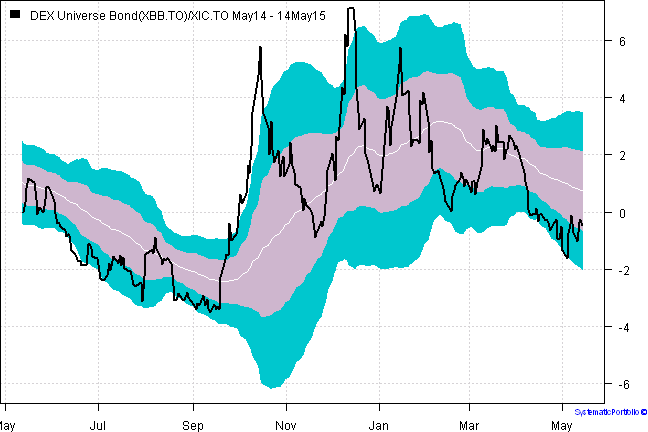 DEX Universe Bond(XBB.TO)/XIC.TO May14 - 14May15
6
4
2
0
-2
-4
-6
May Jul Sep Nov Jan Mar May
SystematicPortfolio ©